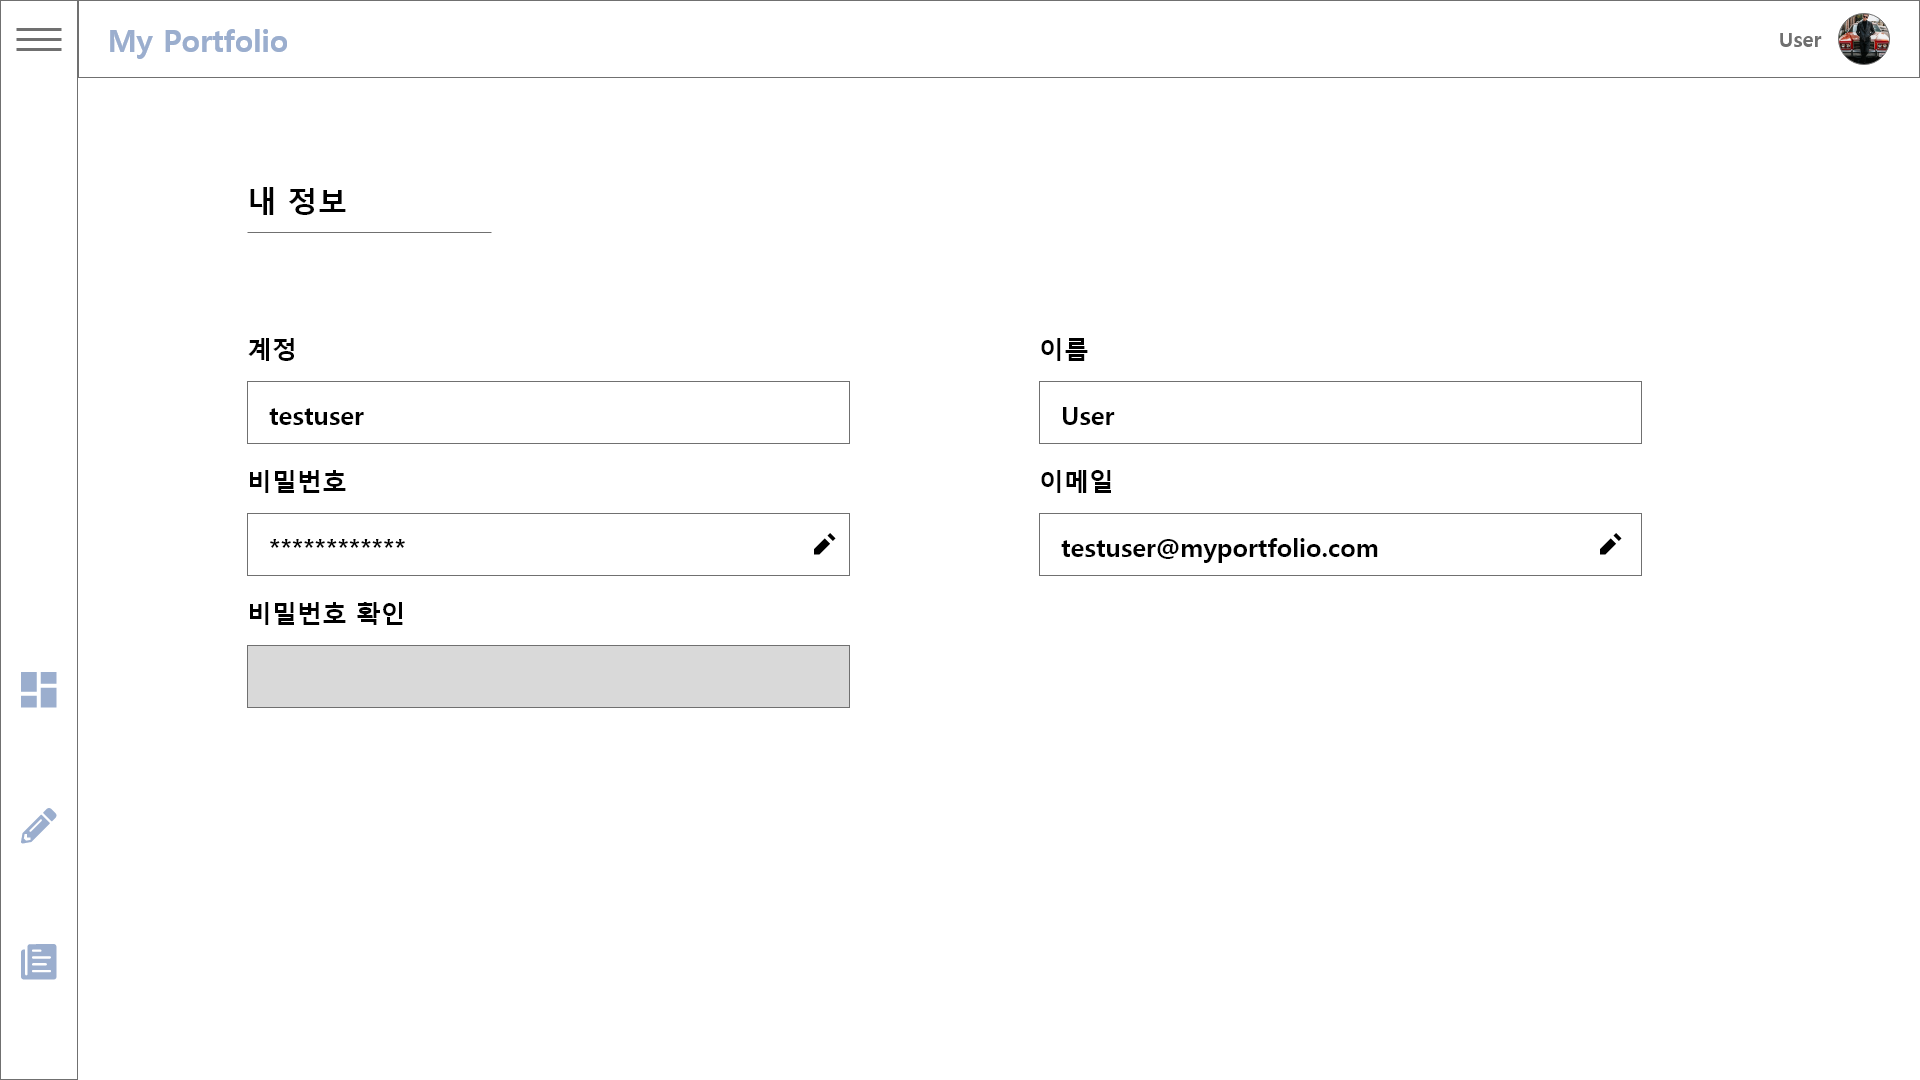 My Portfolio
User
내 정보
계정
testuser
이름
User
비밀번호
************
이메일
testuser@myportfolio.com
비밀번호 확인